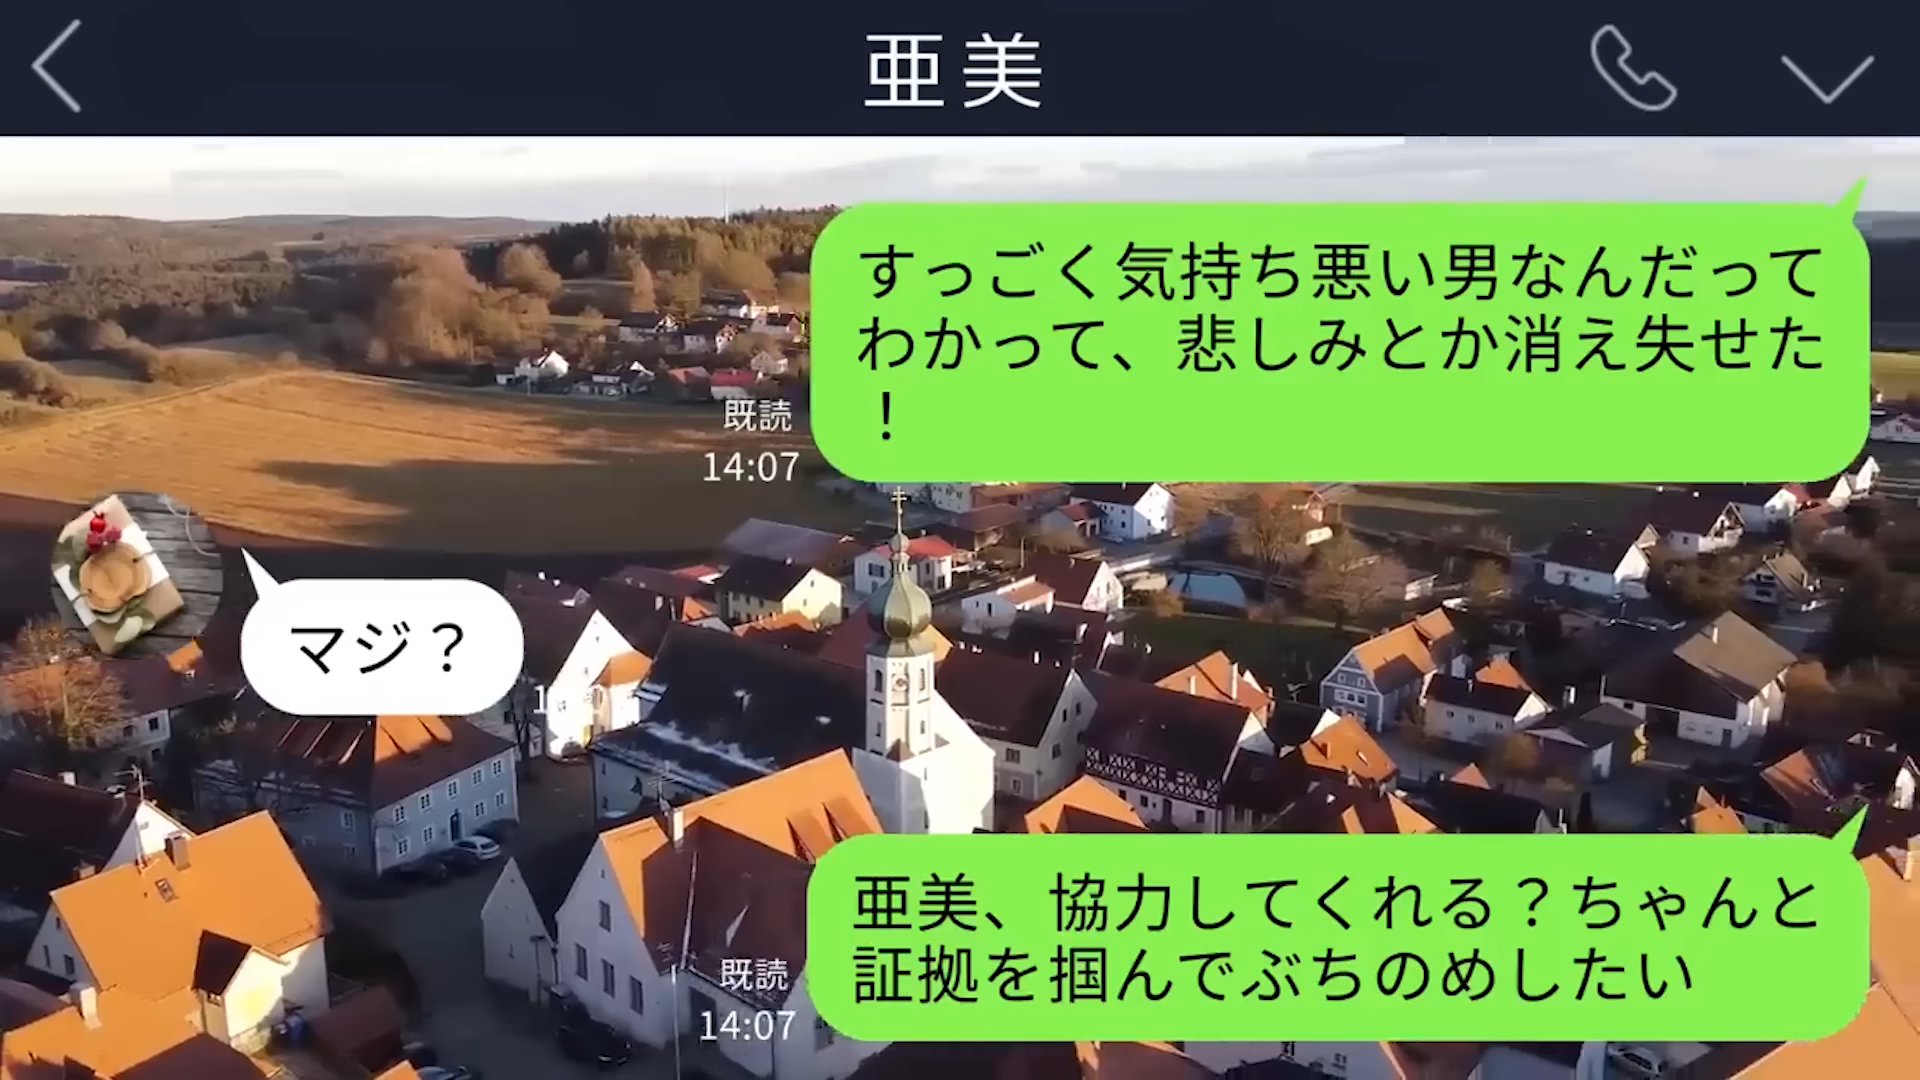 亜美
すっごく気持ち悪い男なんだって
わかって、悲しみとか消え失せた
！
既読
14:07
マジ？
1
亜美、協力してくれる？ちゃんと
証拠を掴んでぶちのめしたい
既読
14:07